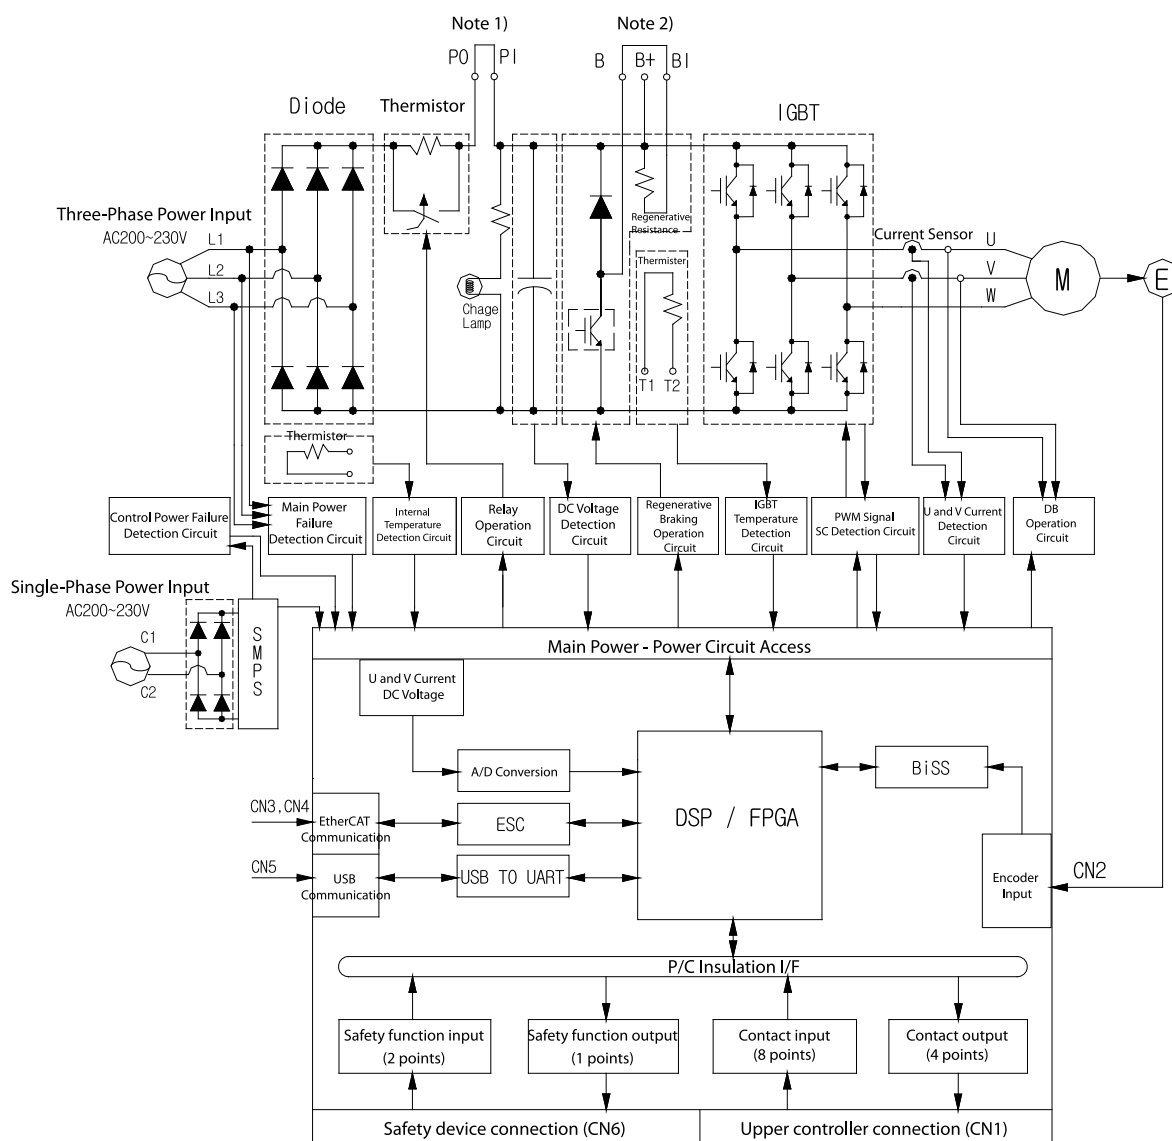 Note 1)
Note 2)
P0
PI
B
B+
BI
Diode
Thermistor
IGBT
Three-Phase Power Input
AC200~230V
L1
L2
L3
Regenerative
Resistance
Current Sensor
U
V
W
M
E
Thermister
Chage
Lamp
T1
T2
Thermistor
Control Power Failure
Detection Circuit
Main Power
Failure
Detection Circuit
Internal
Temperature
Detection Circuit
Relay
Operation
Circuit
DC Voltage
Detection
Circuit
Regenerative
Braking
Operation
Circuit
IGBT
Temperature
Detection
Circuit
PWM Signal
SC Detection Circuit
U and V Current
Detection
Circuit
DB
Operation
Circuit
Single-Phase Power Input
AC200~230V
C1
C2
SMPS
Main Power - Power Circuit Access
U and V Current
DC Voltage
A/D Conversion
DSP / FPGA
BiSS
CN3,CN4
EtherCAT
Communication
ESC
CN5
USB
Communication
USB TO UART
Encoder
Input
CN2
P/C Insulation I/F
Safety function input
(2 points)
Safety function output
(1 points)
Contact input
(8 points)
Contact output
(4 points)
Safety device connection (CN6)
Upper controller connection (CN1)